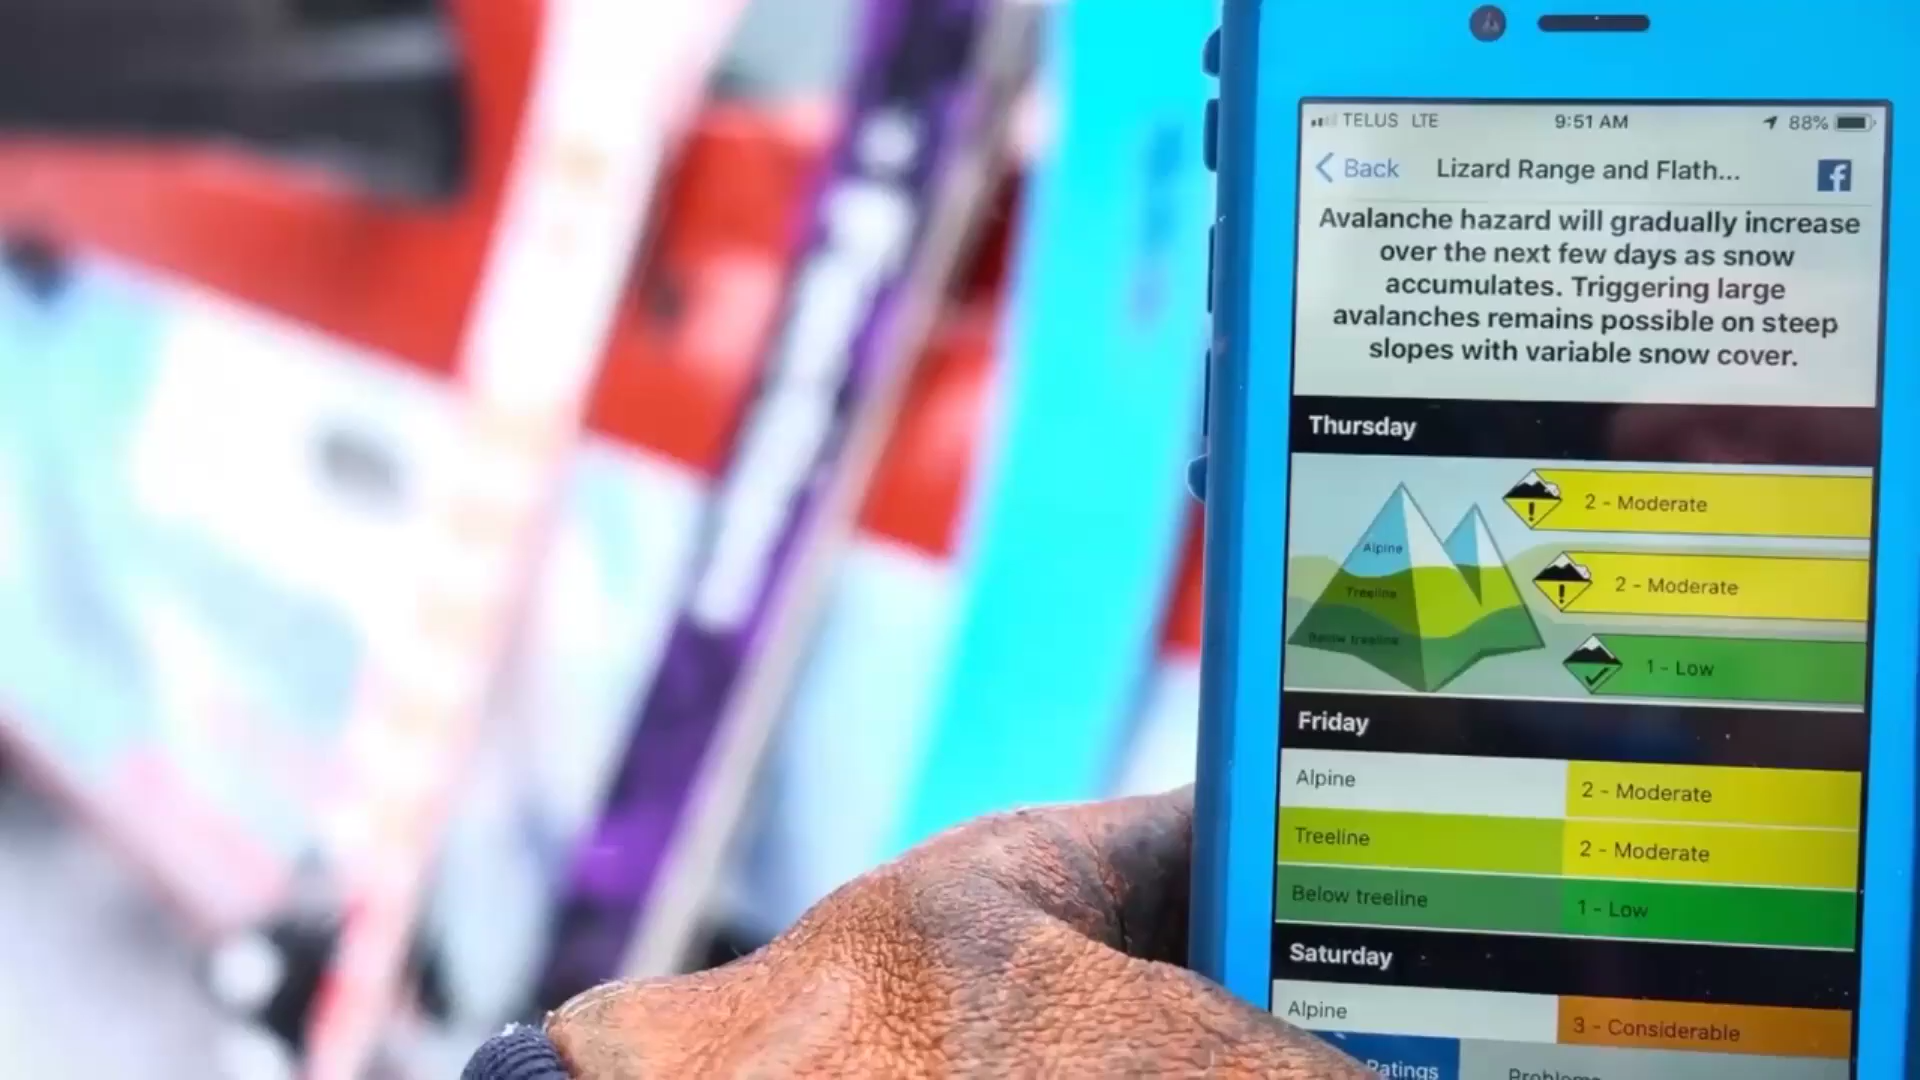 TELUS LTE 9:51 AM 88%
Back Lizard Range and Flath...
Avalanche hazard will gradually increase
over the next few days as snow
accumulates. Triggering large
avalanches remains possible on steep
slopes with variable snow cover.
Thursday
2 - Moderate
Alpine
2 - Moderate
Treeline
Below treeline
1 - Low
Friday
Alpine 2 - Moderate
Treeline 2 - Moderate
Below treeline 1 - Low
Saturday
Alpine 3 - Considerable
Ratings Problems